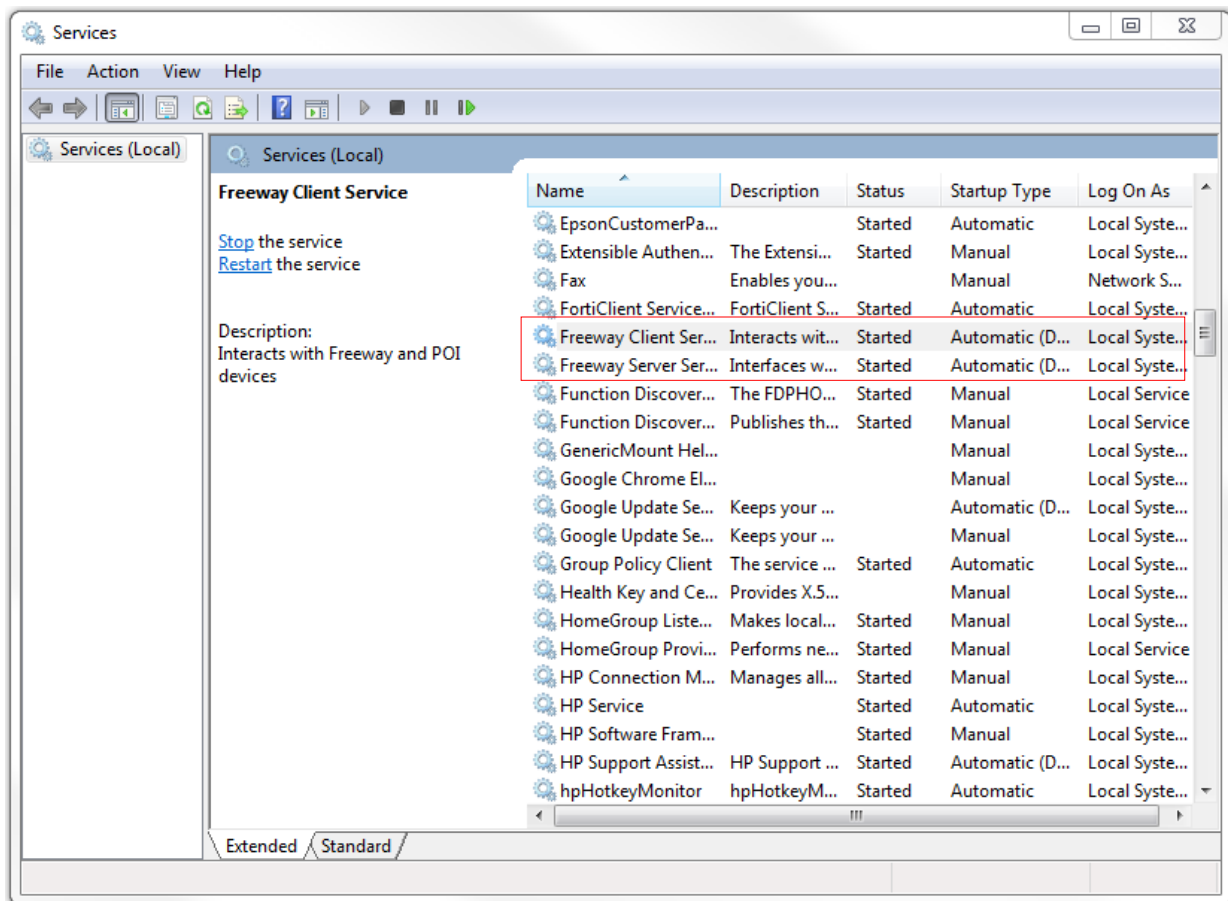 Services
File Action View Help
Services (Local)
Services (Local)
Freeway Client Service
Stop the service
Restart the service
Description:
Interacts with Freeway and POI
devices
Name Description Status Startup Type Log On As
EpsonCustomerPa... Started Automatic Local Syste...
Extensible Authen... The Extensi... Started Manual Local Syste...
Fax Enables you... Manual Network S...
FortiClient Service... FortiClient S... Started Automatic Local Syste...
Freeway Client Ser... Interacts wit... Started Automatic (D... Local Syste...
Freeway Server Ser... Interfaces w... Started Automatic (D... Local Syste...
Function Discover... The FDPHO... Started Manual Local Service
Function Discover... Publishes th... Started Manual Local Service
GenericMount Hel... Manual Local Syste...
Google Chrome El... Manual Local Syste...
Google Update Se... Keeps your ... Automatic (D... Local Syste...
Google Update Se... Keeps your ... Manual Local Syste...
Group Policy Client The service ... Started Automatic Local Syste...
Health Key and Ce... Provides X.5... Manual Local Syste...
HomeGroup Liste... Makes local... Started Manual Local Syste...
HomeGroup Provi... Performs ne... Started Manual Local Service
HP Connection M... Manages all... Started Manual Local Syste...
HP Service Started Automatic Local Syste...
HP Software Fram... Started Manual Local Syste...
HP Support Assist... HP Support ... Started Automatic (D... Local Syste...
hpHotkeyMonitor hpHotkeyM... Started Automatic Local Syste...
Extended Standard